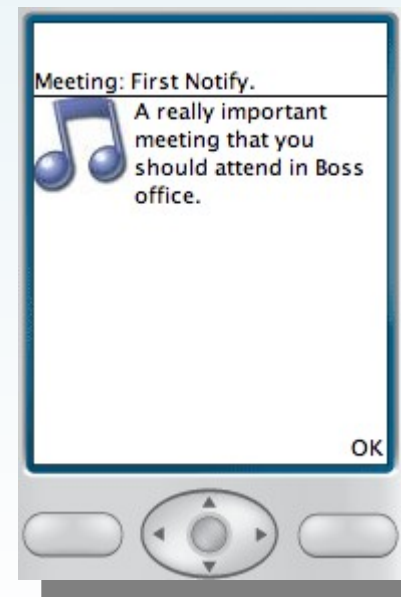 Meeting: First Notify.
A really important
meeting that you
should attend in Boss
office.
OK